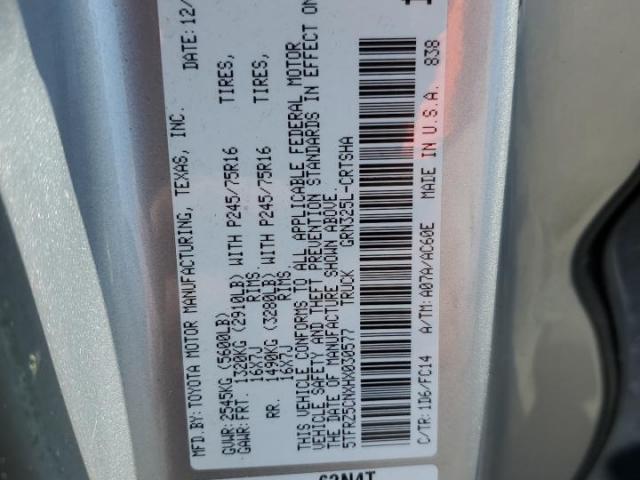 MFD.BY: TOYOTA MOTOR MANUFACTURING, TEXAS, INC. DATE: 12/
GVWR: 2545KG (5600LB)
GAWR: FRT. 1320KG (2910LB) WITH P245/75R16 TIRES,
16X7J RIMS
RR. 1490KG (3280LB) WITH P245/75R16 TIRES,
16X7J RIMS
THIS VEHICLE CONFORMS TO ALL APPLICABLE FEDERAL MOTOR
VEHICLE SAFETY AND THEFT PREVENTION STANDARDS IN EFFECT ON
THE DATE OF MANUFACTURE SHOWN ABOVE.
5TFRZ5CNXHX030577 TRUCK GRN325L-CRTSHA
C/TR: 1D6/FC14 A/TM: A07A/AC60E MADE IN U.S.A. 838